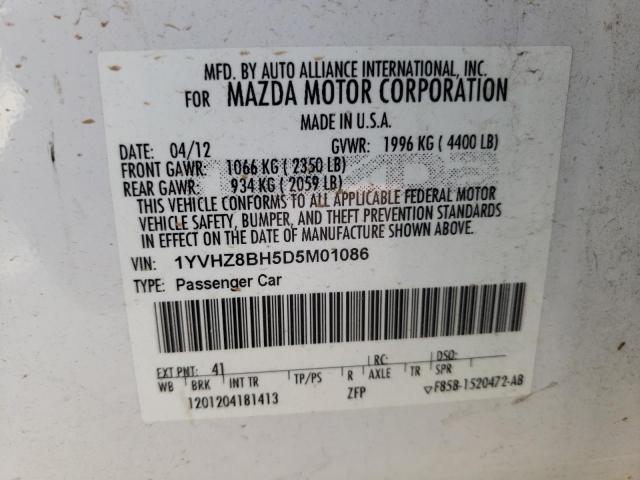 MFD. BY AUTO ALLIANCE INTERNATIONAL, INC.
FOR MAZDA MOTOR CORPORATION
MADE IN U.S.A.
DATE: 04/12 GVWR: 1996 KG ( 4400 LB)
FRONT GAWR: 1066 KG ( 2350 LB)
REAR GAWR: 934 KG ( 2059 LB)
THIS VEHICLE CONFORMS TO ALL APPLICABLE FEDERAL MOTOR
VEHICLE SAFETY, BUMPER, AND THEFT PREVENTION STANDARDS
IN EFFECT ON THE DATE OF MANUFACTURE SHOWN ABOVE.
VIN: 1YVHZ8BH5D5M01086
TYPE: Passenger Car
EXT PNT: 41 RC: DSO:
WB BRK INT TR TP/PS R AXLE TR SPR
1201204181413 ZFP F85B-1520472-AB